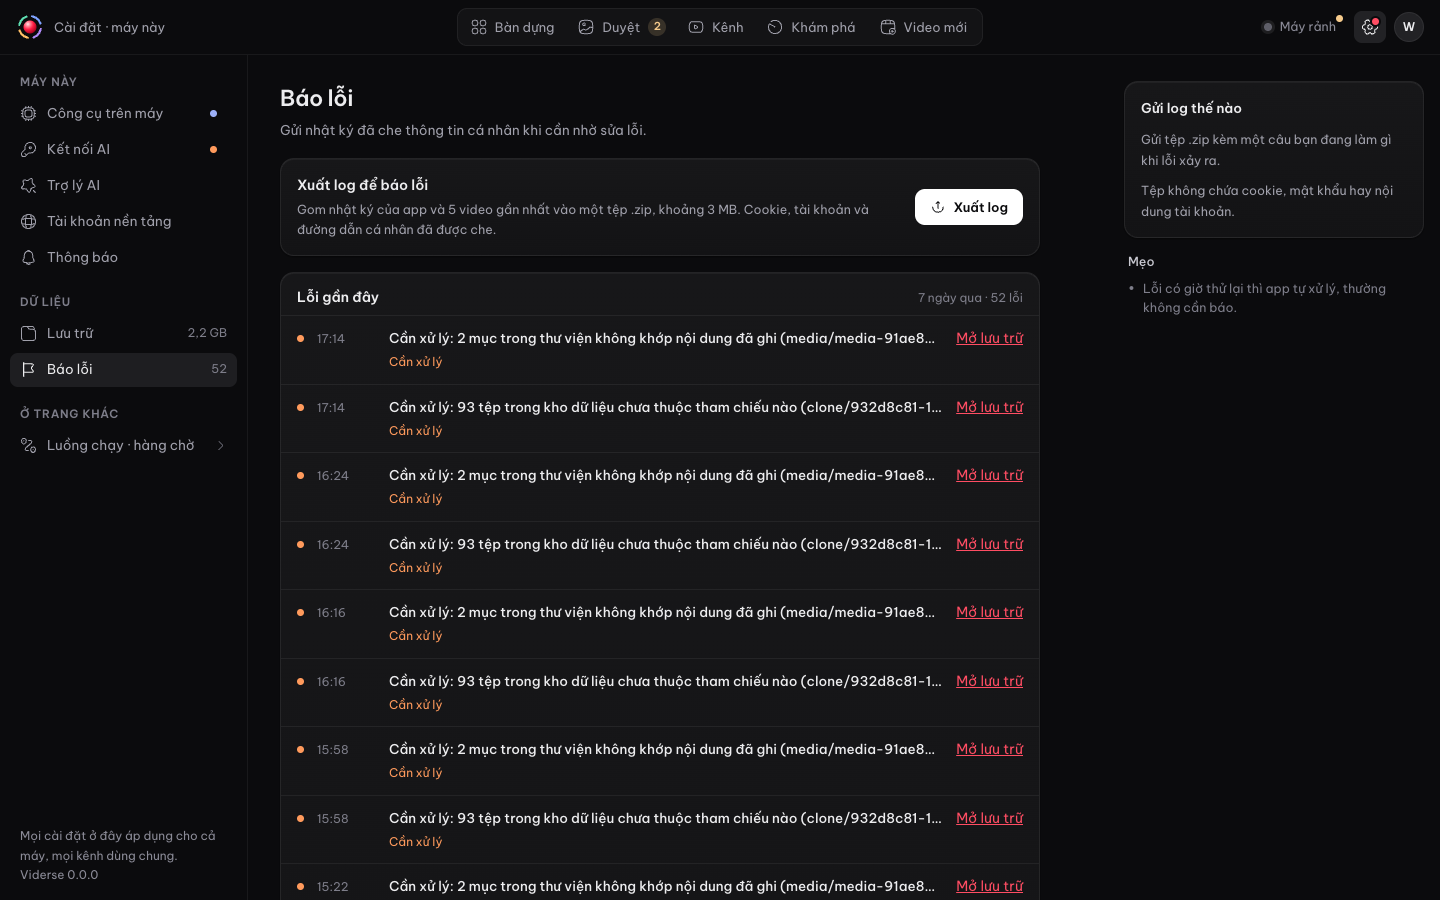 Cài đặt · máy này
Bàn dựng
Duyệt 2
Kênh
Khám phá
Video mới
Máy rảnh
W
MÁY NÀY
Công cụ trên máy
Kết nối AI
Trợ lý AI
Tài khoản nền tảng
Thông báo
DỮ LIỆU
Lưu trữ 2,2 GB
Báo lỗi 52
Ở TRANG KHÁC
Luồng chạy · hàng chờ
Mọi cài đặt ở đây áp dụng cho cả
máy, mọi kênh dùng chung.
Viderse 0.0.0
Báo lỗi
Gửi nhật ký đã che thông tin cá nhân khi cần nhờ sửa lỗi.
Xuất log để báo lỗi
Gom nhật ký của app và 5 video gần nhất vào một tệp .zip, khoảng 3 MB. Cookie, tài khoản và
đường dẫn cá nhân đã được che.
Xuất log
Lỗi gần đây
7 ngày qua · 52 lỗi
17:14 Cần xử lý: 2 mục trong thư viện không khớp nội dung đã ghi (media/media-91ae8... Mở lưu trữ
Cần xử lý
17:14 Cần xử lý: 93 tệp trong kho dữ liệu chưa thuộc tham chiếu nào (clone/932d8c81-1... Mở lưu trữ
Cần xử lý
16:24 Cần xử lý: 2 mục trong thư viện không khớp nội dung đã ghi (media/media-91ae8... Mở lưu trữ
Cần xử lý
16:24 Cần xử lý: 93 tệp trong kho dữ liệu chưa thuộc tham chiếu nào (clone/932d8c81-1... Mở lưu trữ
Cần xử lý
16:16 Cần xử lý: 2 mục trong thư viện không khớp nội dung đã ghi (media/media-91ae8... Mở lưu trữ
Cần xử lý
16:16 Cần xử lý: 93 tệp trong kho dữ liệu chưa thuộc tham chiếu nào (clone/932d8c81-1... Mở lưu trữ
Cần xử lý
15:58 Cần xử lý: 2 mục trong thư viện không khớp nội dung đã ghi (media/media-91ae8... Mở lưu trữ
Cần xử lý
15:58 Cần xử lý: 93 tệp trong kho dữ liệu chưa thuộc tham chiếu nào (clone/932d8c81-1... Mở lưu trữ
Cần xử lý
15:22 Cần xử lý: 2 mục trong thư viện không khớp nội dung đã ghi (media/media-91ae8... Mở lưu trữ
Gửi log thế nào
Gửi tệp .zip kèm một câu bạn đang làm gì
khi lỗi xảy ra.
Tệp không chứa cookie, mật khẩu hay nội
dung tài khoản.
Mẹo
• Lỗi có giờ thử lại thì app tự xử lý, thường
không cần báo.